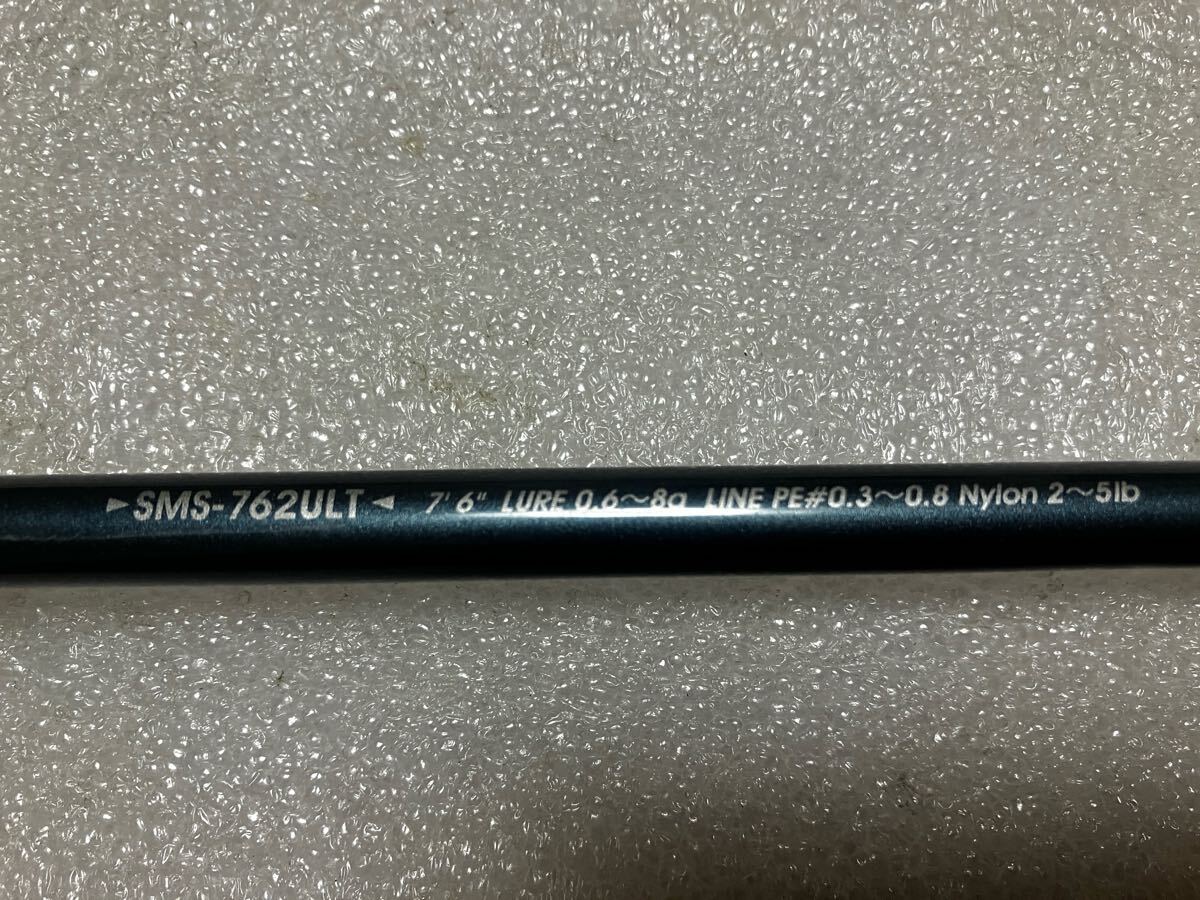 ►SMS-762ULT◄ 7'6" LURE 0.6～8g LINE PE#0.3～0.8 Nylon 2～5lb